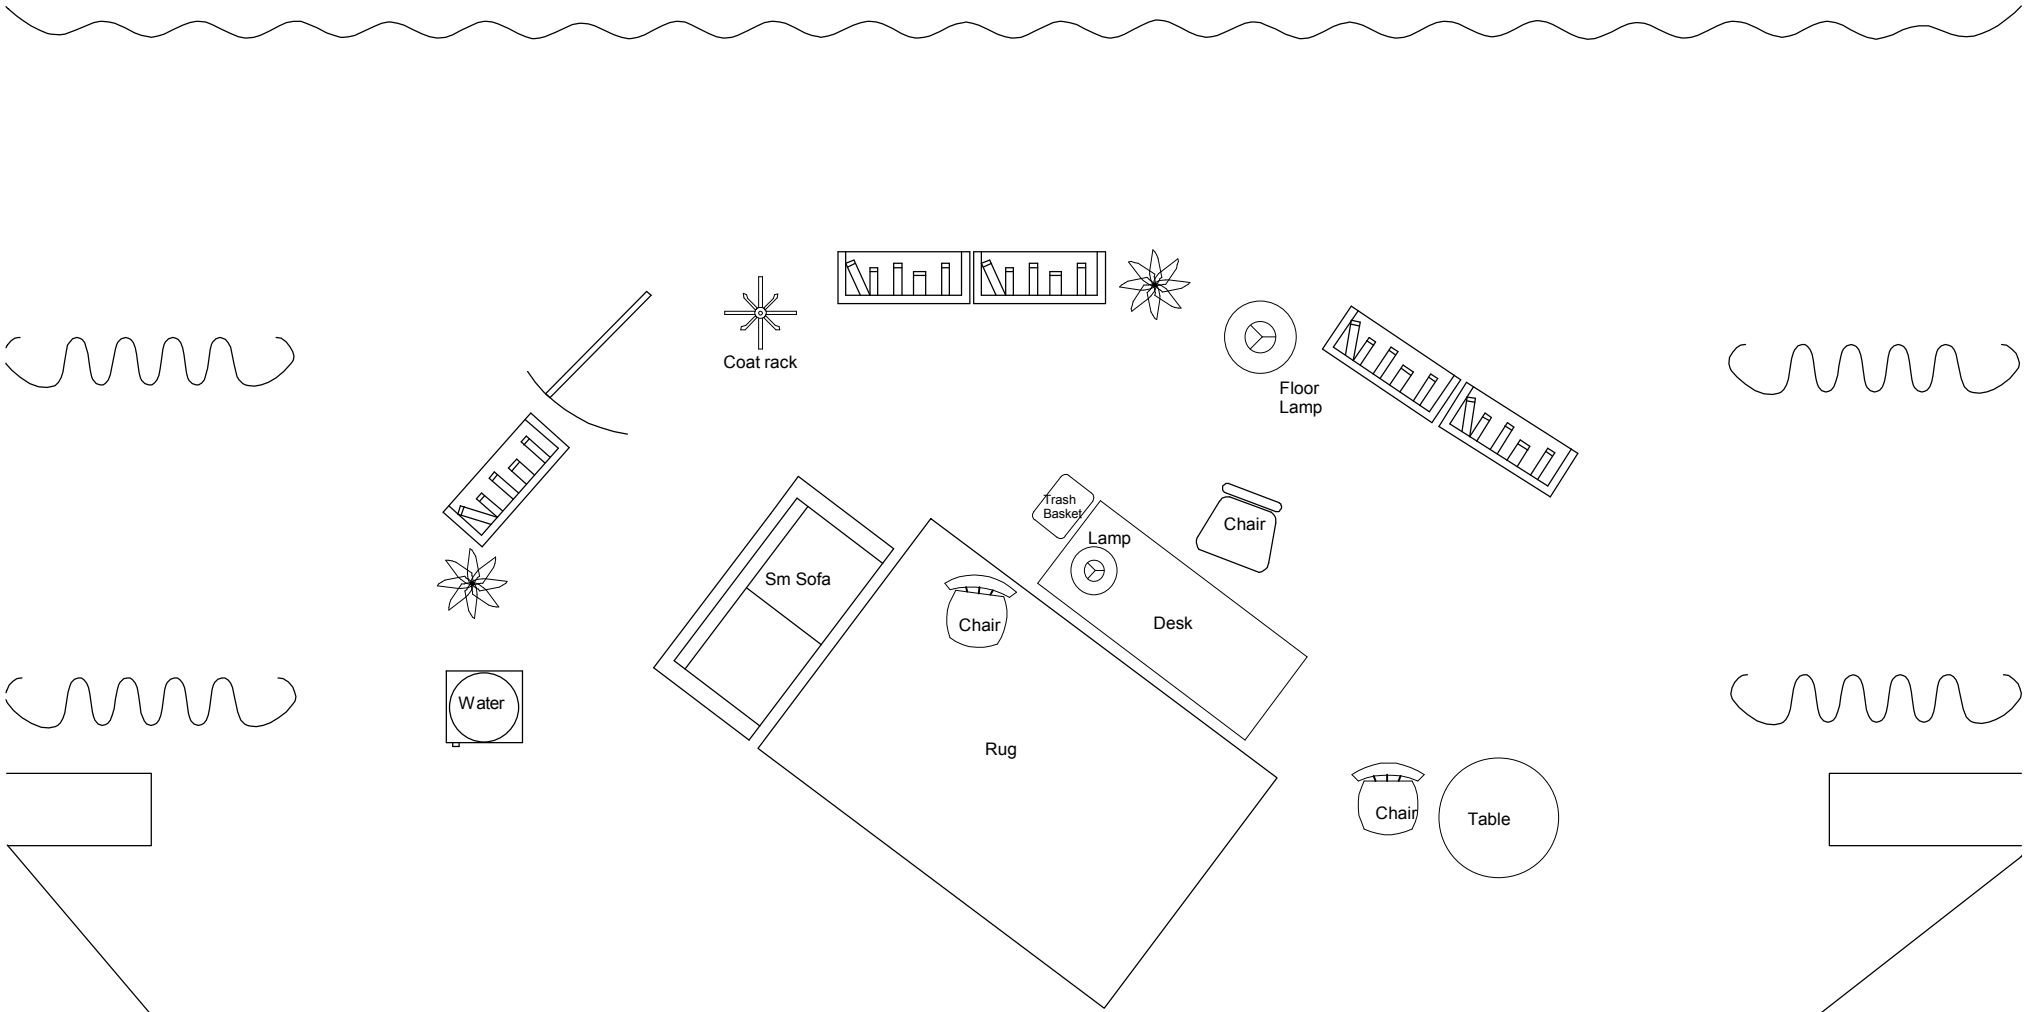 Coat rack
Floor
Lamp
Trash
Basket
Chair
Lamp
Sm Sofa
Chair
Desk
Water
Rug
Chair
Table